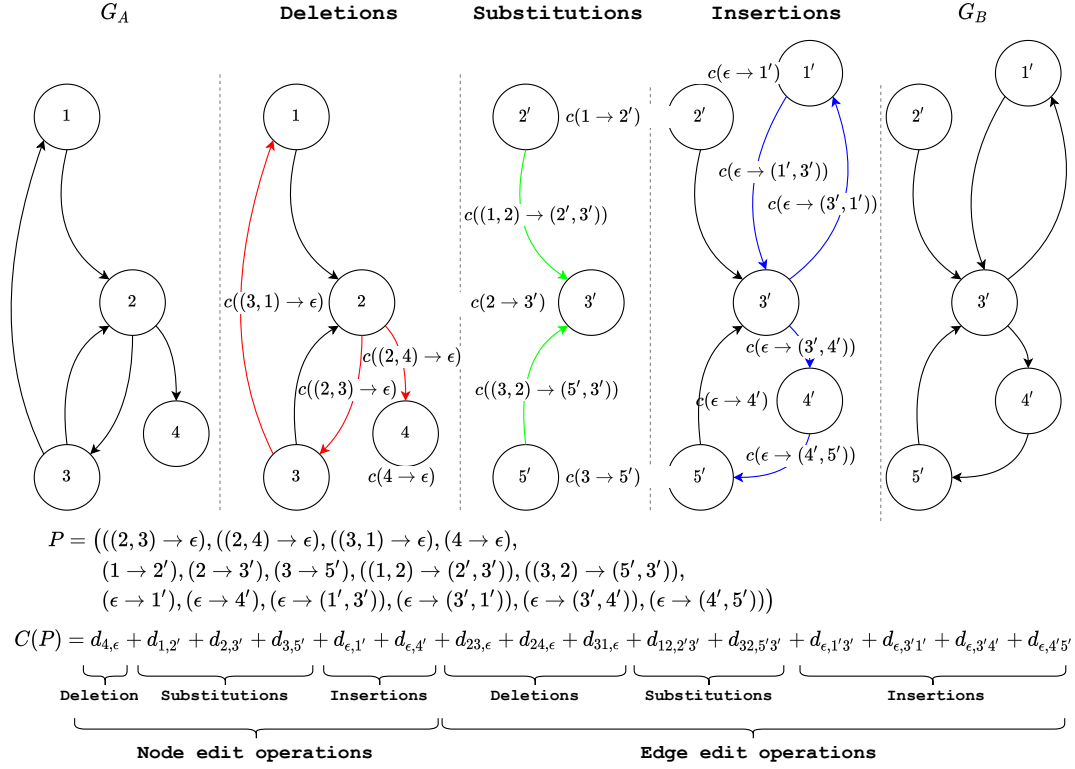 G_A Deletions Substitutions Insertions G_B
1
2
3
4
1
2
3
4
c((3,1) → ϵ)
c((2,4) → ϵ)
c((2,3) → ϵ)
c(4 → ϵ)
2′
c(1 → 2′)
c((1,2) → (2′,3′))
c(2 → 3′)
3′
c((3,2) → (5′,3′))
5′
c(3 → 5′)
c(ϵ → 1′)
1′
2′
c(ϵ → (1′,3′))
c(ϵ → (3′,1′))
3′
c(ϵ → (3′,4′))
c(ϵ → 4′)
4′
c(ϵ → (4′,5′))
5′
1′
2′
3′
4′
5′
P = (((2,3) → ϵ), ((2,4) → ϵ), ((3,1) → ϵ), (4 → ϵ),
(1 → 2′), (2 → 3′), (3 → 5′), ((1,2) → (2′,3′)), ((3,2) → (5′,3′)),
(ϵ → 1′), (ϵ → 4′), (ϵ → (1′,3′)), (ϵ → (3′,1′)), (ϵ → (3′,4′)), (ϵ → (4′,5′)))
C(P) = d_{4,ϵ} + d_{1,2′} + d_{2,3′} + d_{3,5′} + d_{ϵ,1′} + d_{ϵ,4′} + d_{23,ϵ} + d_{24,ϵ} + d_{31,ϵ} + d_{12,2′3′} + d_{32,5′3′} + d_{ϵ,1′3′} + d_{ϵ,3′1′} + d_{ϵ,3′4′} + d_{ϵ,4′5′}
Deletion Substitutions Insertions Deletions Substitutions Insertions
Node edit operations Edge edit operations